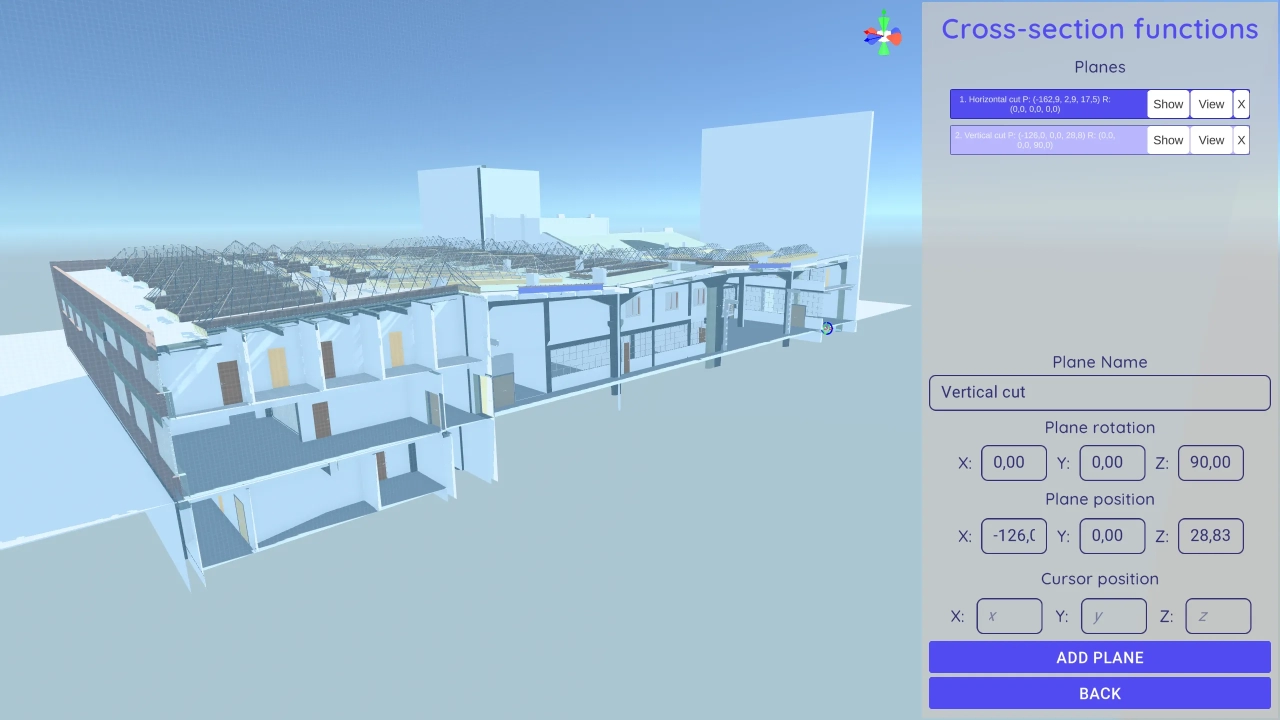 Cross-section functions
Planes
1. Horizontal cut P: (-162,9, 2,9, 17,5) R:
(0,0, 0,0, 0,0)
Show
View
X
2. Vertical cut P: (-126,0, 0,0, 28,8) R: (0,0,
0,0, 90,0)
Show
View
X
Plane Name
Vertical cut
Plane rotation
X: 0,00 Y: 0,00 Z: 90,00
Plane position
X: -126,0 Y: 0,00 Z: 28,83
Cursor position
X: x Y: y Z: z
ADD PLANE
BACK